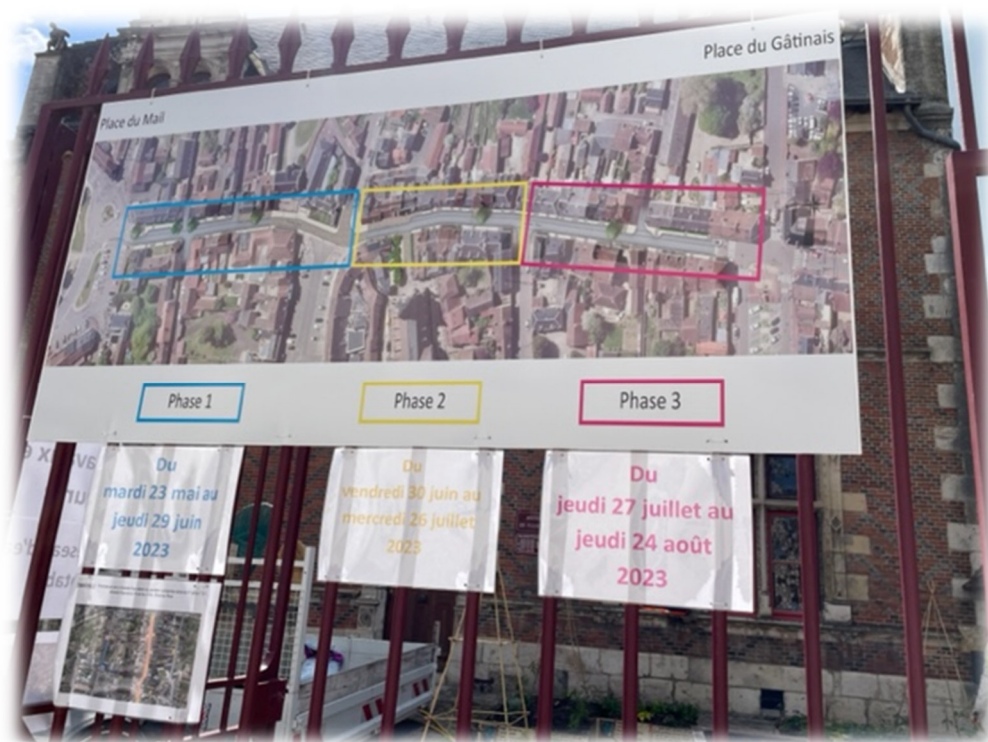 Place du Gâtinais
Place du Mail
Phase 1
Phase 2
Phase 3
Du
mardi 23 mai au
jeudi 29 juin
2023
Du
vendredi 30 juin au
mercredi 26 juillet
2023
Du
jeudi 27 juillet au
jeudi 24 août
2023